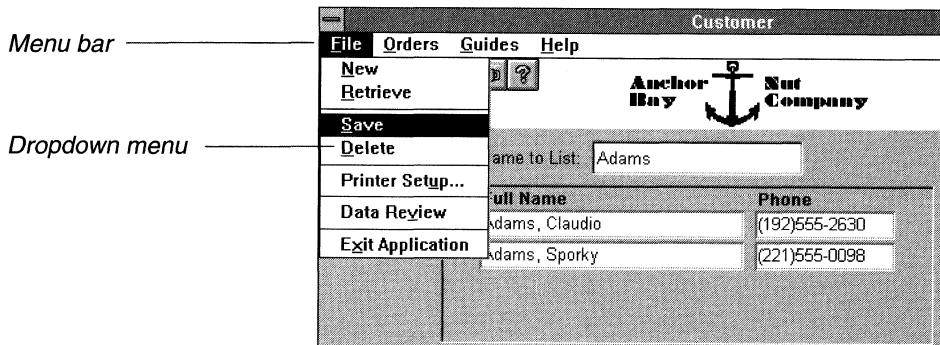 Customer
Menu bar
File Orders Guides Help
New
Retrieve
Anchor Bay Nut Company
Save
Dropdown menu
Delete
ame to List: Adams
Printer Setup...
Full Name Phone
Data Review
Adams, Claudio (192)555-2630
Exit Application
Adams, Sporky (221)555-0098